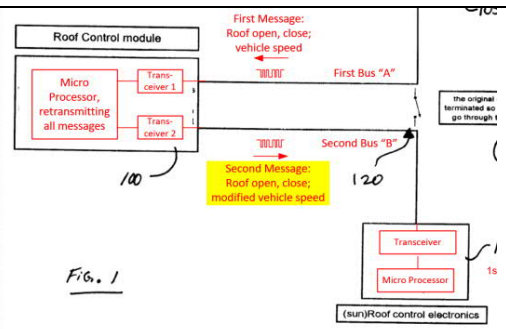 First Message:
Roof open, close;
vehicle speed
Roof Control module
Micro
Processor,
retransmitting
all messages
Trans-
ceiver 1
Trans-
ceiver 2
First Bus "A"
the original
terminated so
go through t
Second Bus "B"
100
Second Message:
Roof open, close;
modified vehicle speed
120
Transceiver
Micro Processor
1s
FIG. 1
(sun)Roof control electronics